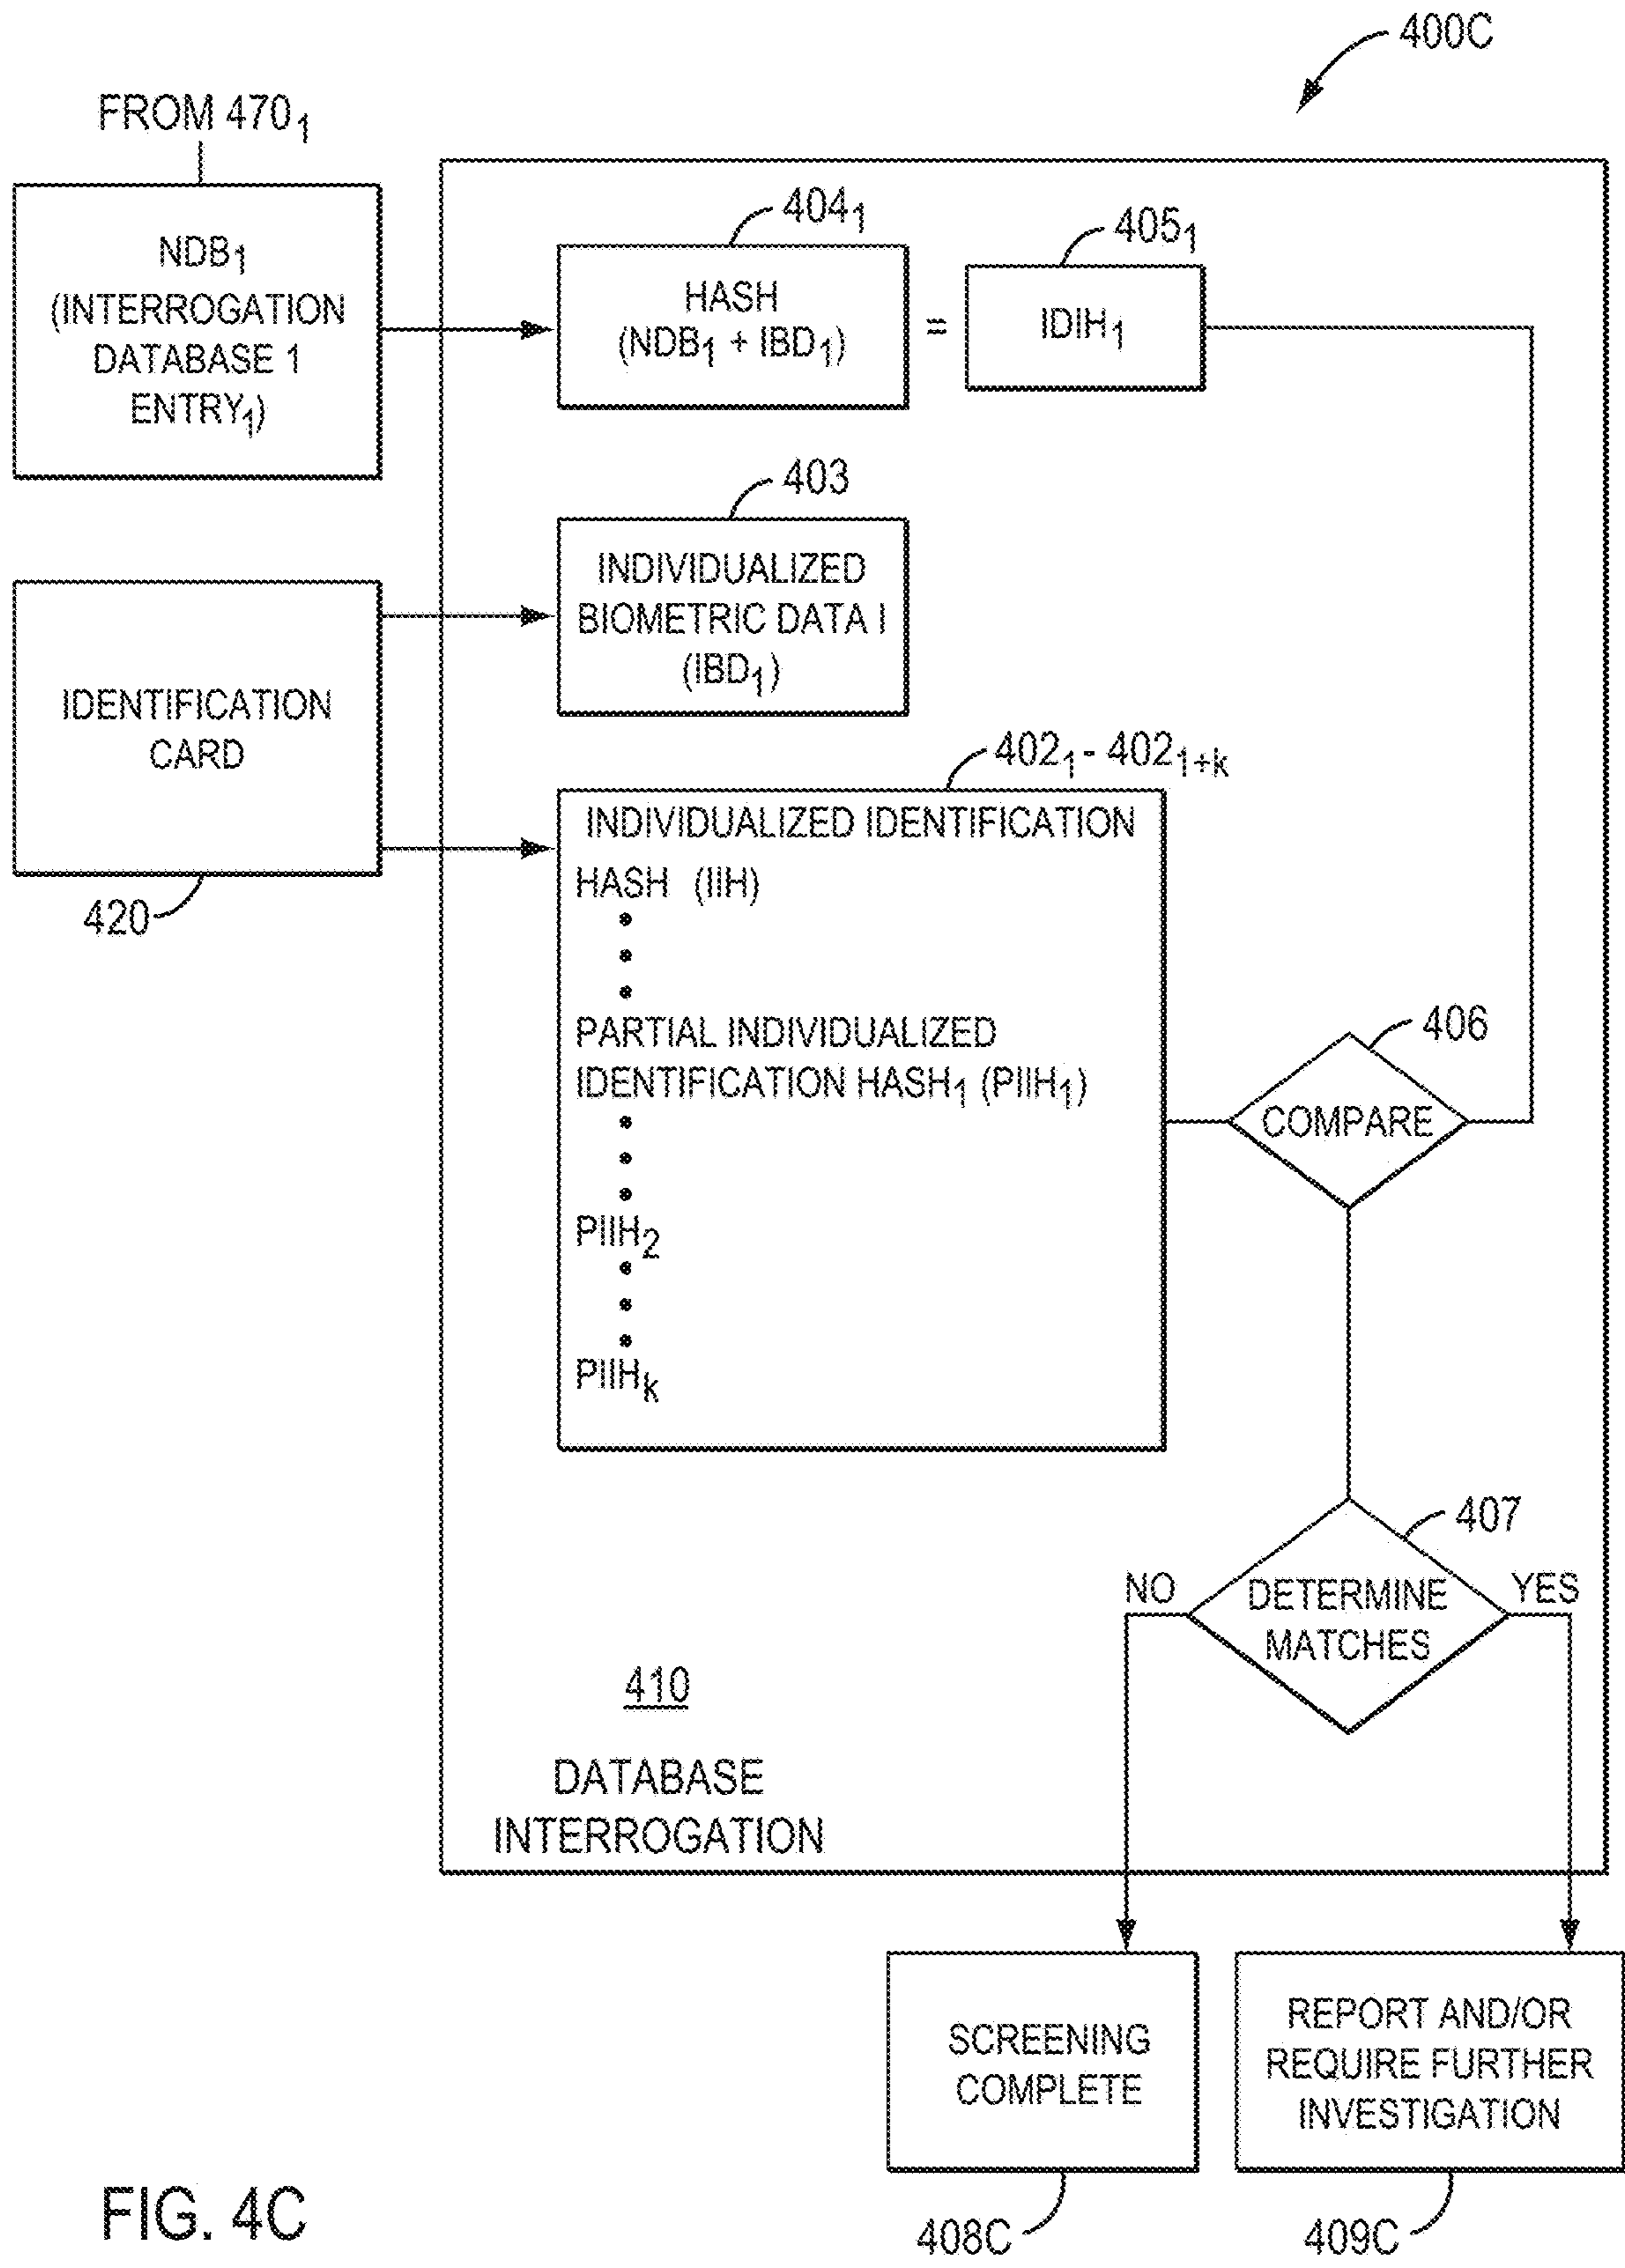 400C
FROM 470₁
NDB₁
(INTERROGATION
DATABASE 1
ENTRY₁)
404₁
HASH
(NDB₁ + IBD₁)
=
405₁
IDIH₁
403
INDIVIDUALIZED
BIOMETRIC DATA I
(IBD₁)
IDENTIFICATION
CARD
420
402₁ - 402₁₊ₖ
INDIVIDUALIZED IDENTIFICATION
HASH (IIH)
PARTIAL INDIVIDUALIZED
IDENTIFICATION HASH₁ (PIIH₁)
PIIH₂
PIIHₖ
406
COMPARE
407
NO
DETERMINE
MATCHES
YES
410
DATABASE
INTERROGATION
SCREENING
COMPLETE
408C
REPORT AND/OR
REQUIRE FURTHER
INVESTIGATION
409C
FIG. 4C